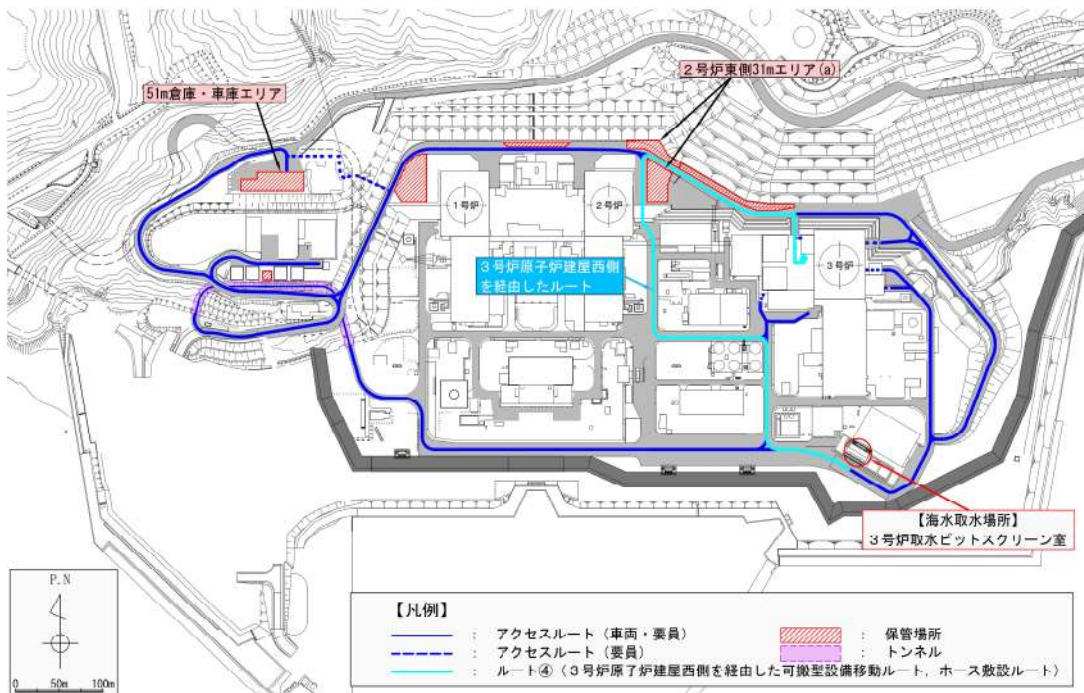 51m倉庫・車庫エリア
2号炉東側31mエリア(a)
1号炉
2号炉
3号炉
3号炉原子炉建屋西側
を経由したルート
【海水取水場所】
3号炉取水ピットスクリーン室
P.N
0 50m 100m
【凡例】
: アクセスルート（車両・要員）
: アクセスルート（要員）
: ルート④（3号炉原子炉建屋西側を経由した可搬型設備移動ルート，ホース敷設ルート）
: 保管場所
: トンネル